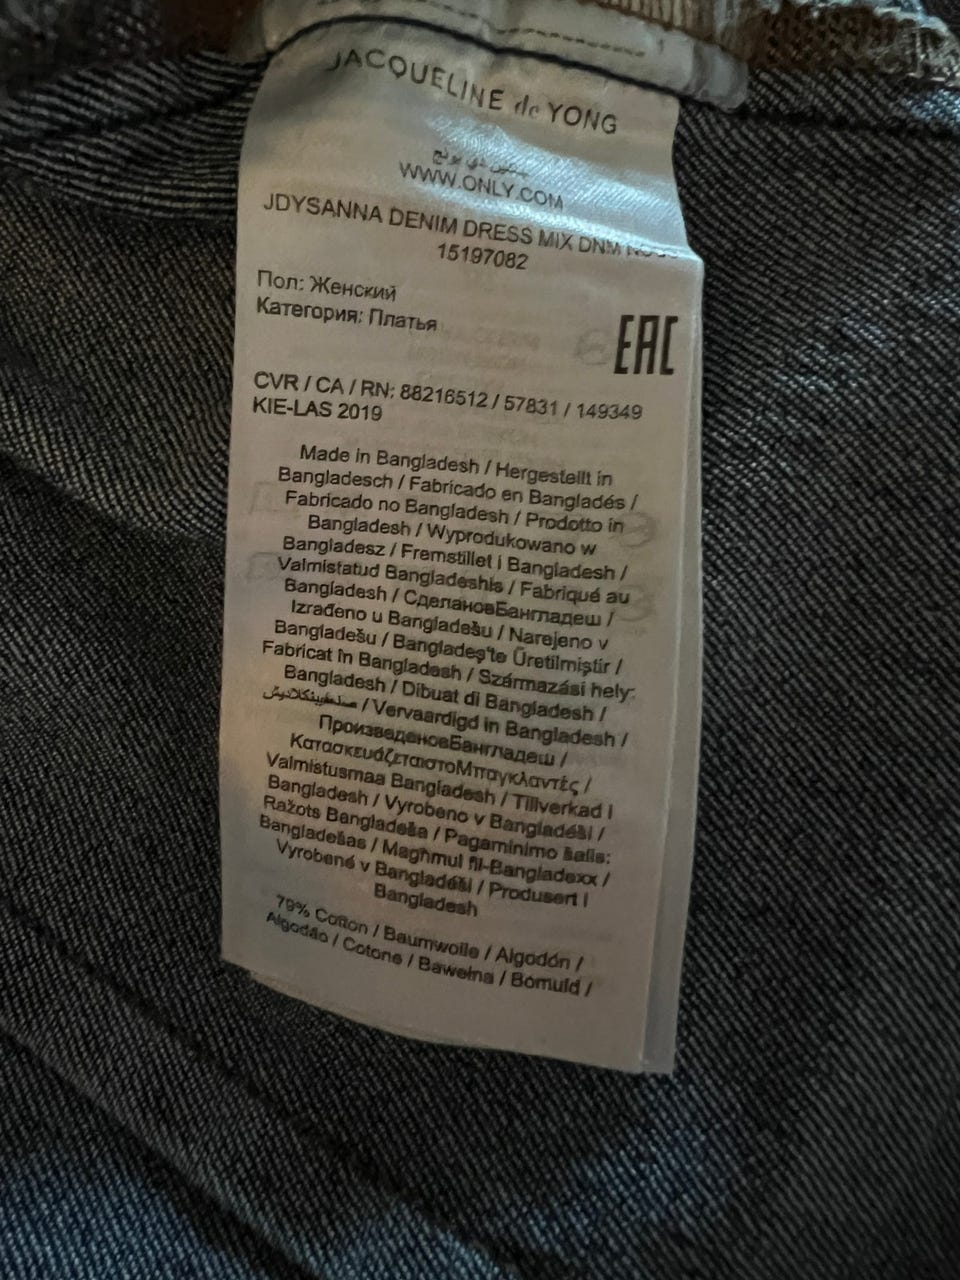 JACQUELINE de YONG
WWW.ONLY.COM
JDYSANNA DENIM DRESS MIX DNM
15197082
Пол: Женский
Категория: Платья
EAC
CVR / CA / RN: 88216512 / 57831 / 149349
KIE-LAS 2019
Made in Bangladesh / Hergestellt in
Bangladesch / Fabricado en Bangladés /
Fabricado no Bangladesh / Prodotto in
Bangladesh / Wyprodukowano w
Bangladesz / Fremstillet i Bangladesh /
Valmistatud Bangladeshis / Fabriqué au
Bangladesh / СделановБангладеш /
Izrađeno u Bangladešu / Narejeno v
Bangladešu / Bangladeş'te Üretilmiştir /
Fabricat în Bangladesh / Származási hely:
Bangladesh / Dibuat di Bangladesh /
/ Vervaardigd in Bangladesh /
ПроизведеновБангладеш /
ΚατασκευάζεταιστοΜπαγκλαντές /
Valmistusmaa Bangladesh / Tillverkad i
Bangladesh / Vyrobeno v Bangladéši /
Ražots Bangladeša / Pagaminimo šalis:
Bangladešas / Magħmul fil-Bangladexx /
Vyrobené v Bangladéši / Produsert i
Bangladesh
79% Cotton / Baumwolle / Algodón /
Algodão / Cotone / Bawełna / Bomuld /